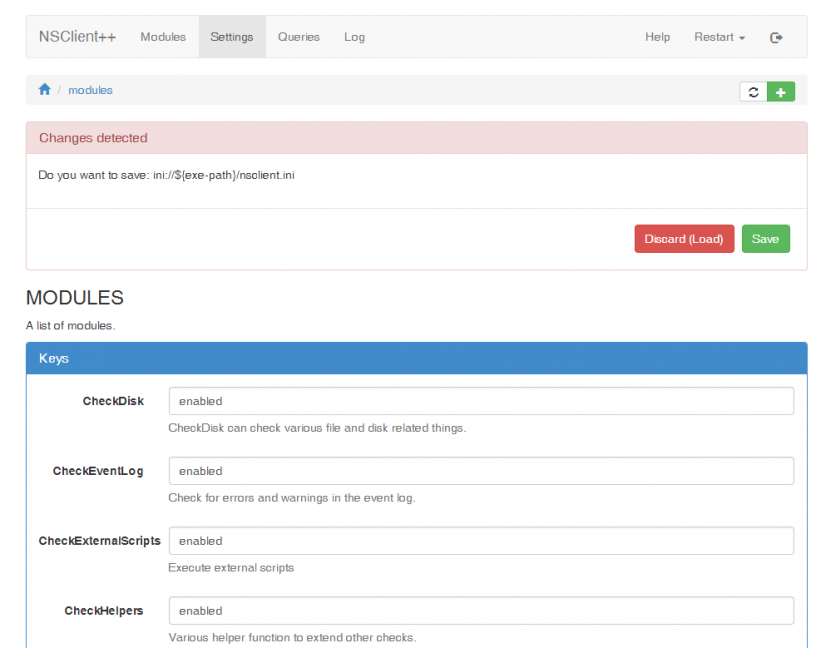 NSClient++ Modules Settings Queries Log Help Restart
/ modules
Changes detected
Do you want to save: ini://${exe-path}/nsclient.ini
Discard (Load) Save
MODULES
A list of modules.
Keys
CheckDisk enabled
CheckDisk can check various file and disk related things.
CheckEventLog enabled
Check for errors and warnings in the event log.
CheckExternalScripts enabled
Execute external scripts
CheckHelpers enabled
Various helper function to extend other checks.